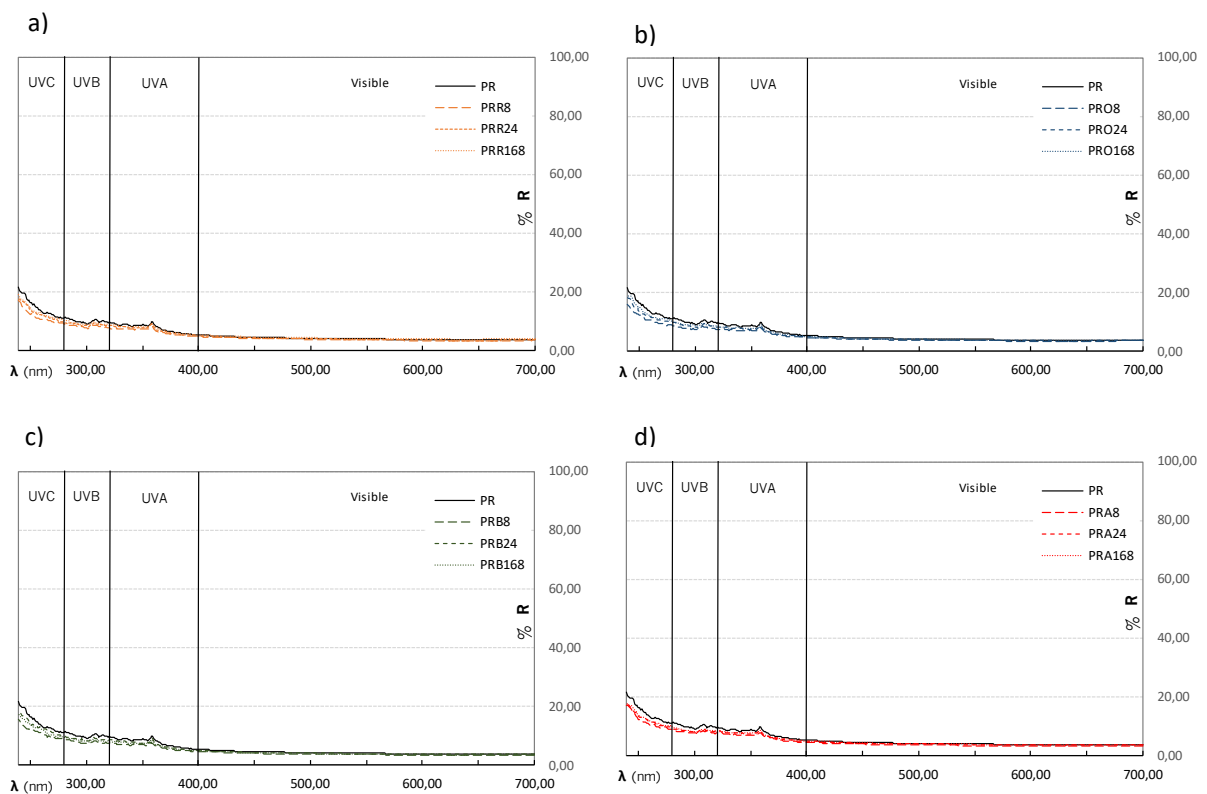 a)
UVC UVB UVA Visible
PR
PRR8
PRR24
PRR168
100,00
80,00
60,00
40,00
20,00
0,00
% R
λ (nm) 300,00 400,00 500,00 600,00 700,00
b)
UVC UVB UVA Visible
PR
PRO8
PRO24
PRO168
100,00
80,00
60,00
40,00
20,00
0,00
% R
λ (nm) 300,00 400,00 500,00 600,00 700,00
c)
UVC UVB UVA Visible
PR
PRB8
PRB24
PRB168
100,00
80,00
60,00
40,00
20,00
0,00
% R
λ (nm) 300,00 400,00 500,00 600,00 700,00
d)
UVC UVB UVA Visible
PR
PRA8
PRA24
PRA168
100,00
80,00
60,00
40,00
20,00
0,00
% R
λ (nm) 300,00 400,00 500,00 600,00 700,00